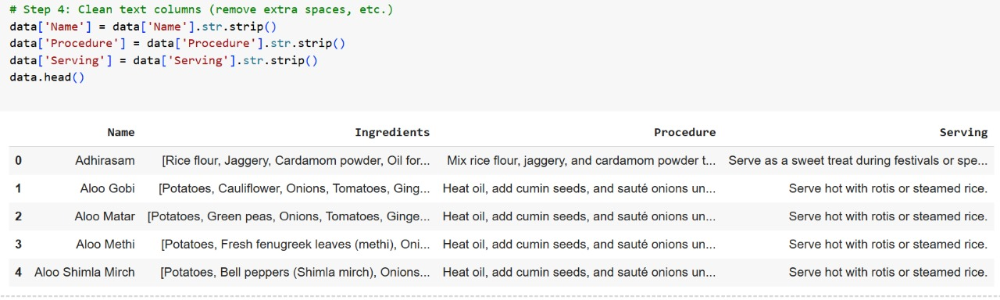 # Step 4: Clean text columns (remove extra spaces, etc.)
data['Name'] = data['Name'].str.strip()
data['Procedure'] = data['Procedure'].str.strip()
data['Serving'] = data['Serving'].str.strip()
data.head()
Name Ingredients Procedure Serving
0 Adhirasam [Rice flour, Jaggery, Cardamom powder, Oil for... Mix rice flour, jaggery, and cardamom powder t... Serve as a sweet treat during festivals or spe...
1 Aloo Gobi [Potatoes, Cauliflower, Onions, Tomatoes, Ging... Heat oil, add cumin seeds, and sauté onions un... Serve hot with rotis or steamed rice.
2 Aloo Matar [Potatoes, Green peas, Onions, Tomatoes, Ginge... Heat oil, add cumin seeds, and sauté onions un... Serve hot with rotis or steamed rice.
3 Aloo Methi [Potatoes, Fresh fenugreek leaves (methi), Oni... Heat oil, add cumin seeds, and sauté onions un... Serve hot with rotis or steamed rice.
4 Aloo Shimla Mirch [Potatoes, Bell peppers (Shimla mirch), Onions... Heat oil, add cumin seeds, and sauté onions un... Serve hot with rotis or steamed rice.